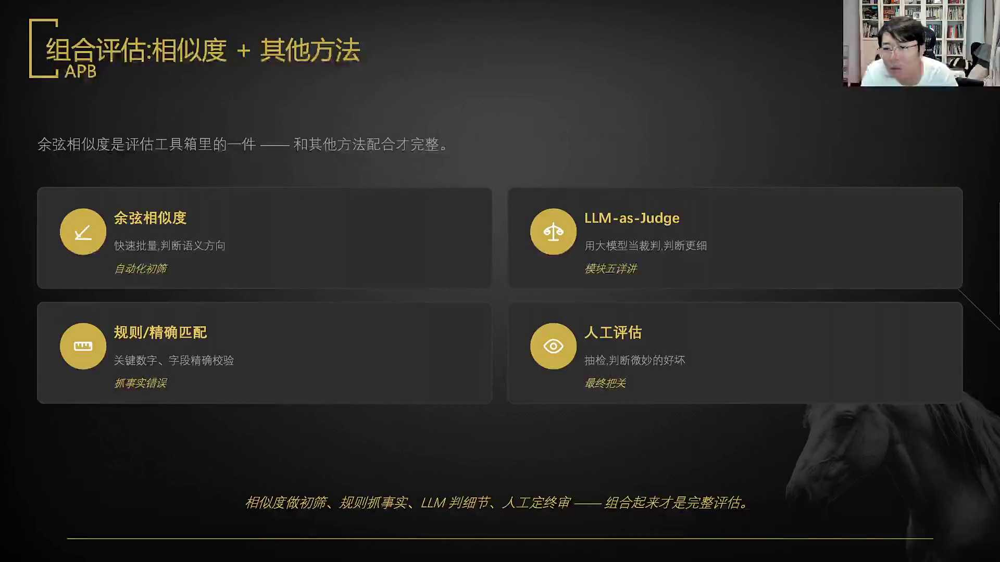 组合评估:相似度 + 其他方法
APB
余弦相似度是评估工具箱里的一件 —— 和其他方法配合才完整。
余弦相似度
快速批量,判断语义方向
自动化初筛
LLM-as-Judge
用大模型当裁判,判断更细
模块五详讲
规则/精确匹配
关键数字、字段精确校验
抓事实错误
人工评估
抽检,判断微妙的好坏
最终把关
相似度做初筛、规则抓事实、LLM 判细节、人工定终审 —— 组合起来才是完整评估。